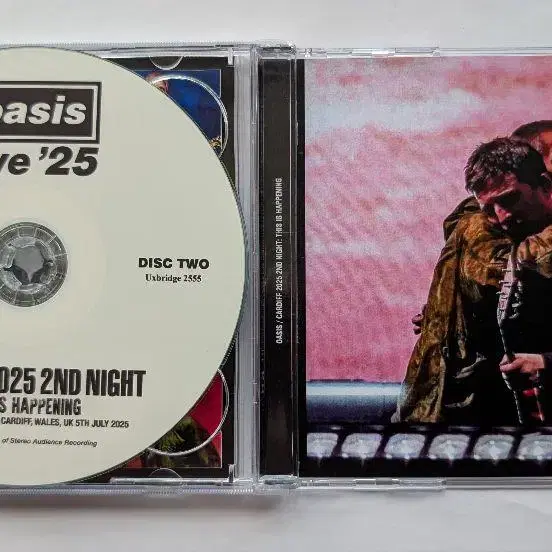 oasis
ve '25
DISC TWO
Uxbridge 2555
025 2ND NIGHT
S HAPPENING
CARDIFF, WALES, UK 5TH JULY 2025
of Stereo Audience Recording
OASIS / CARDIFF 2025 2ND NIGHT: THIS IS HAPPENING